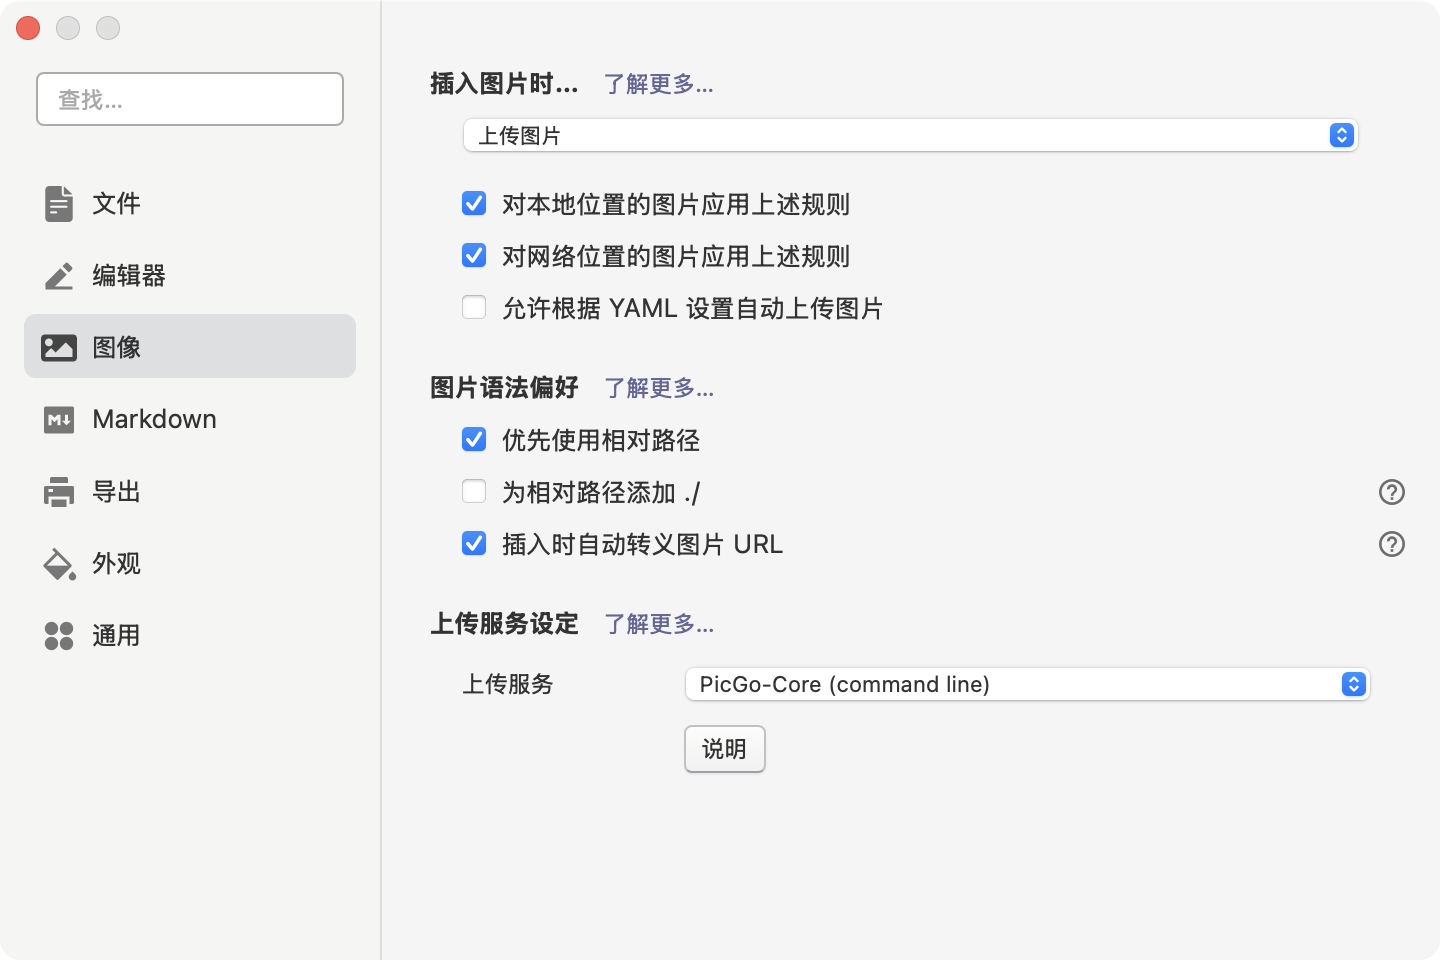 查找...
文件
编辑器
图像
Markdown
导出
外观
通用
插入图片时... 了解更多...
上传图片
对本地位置的图片应用上述规则
对网络位置的图片应用上述规则
允许根据 YAML 设置自动上传图片
图片语法偏好 了解更多...
优先使用相对路径
为相对路径添加 ./
插入时自动转义图片 URL
上传服务设定 了解更多...
上传服务 PicGo-Core (command line)
说明